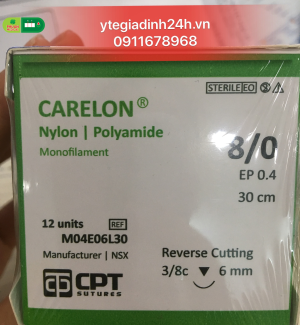 ytegiadinh24h.vn
0911678968
STERILE EO
CARELON®
Nylon | Polyamide
Monofilament
8/0
EP 0.4
30 cm
12 units REF
M04E06L30
Manufacturer | NSX
CPT
SUTURES
Reverse Cutting
3/8c ▼ 6 mm